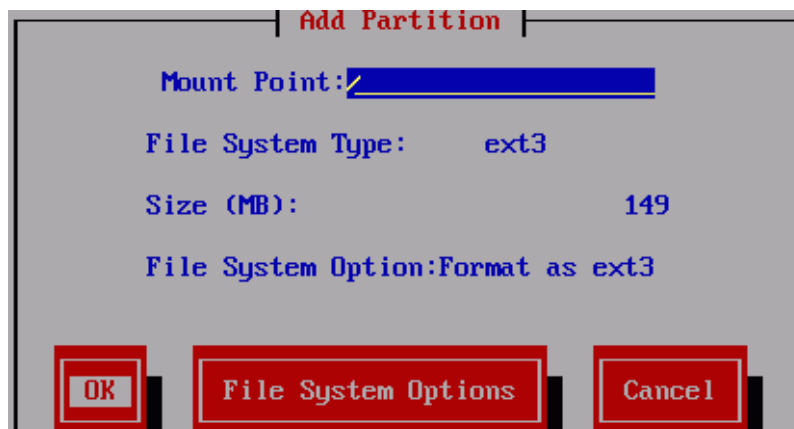 Add Partition
Mount Point:/
File System Type: ext3
Size (MB): 149
File System Option:Format as ext3
OK File System Options Cancel